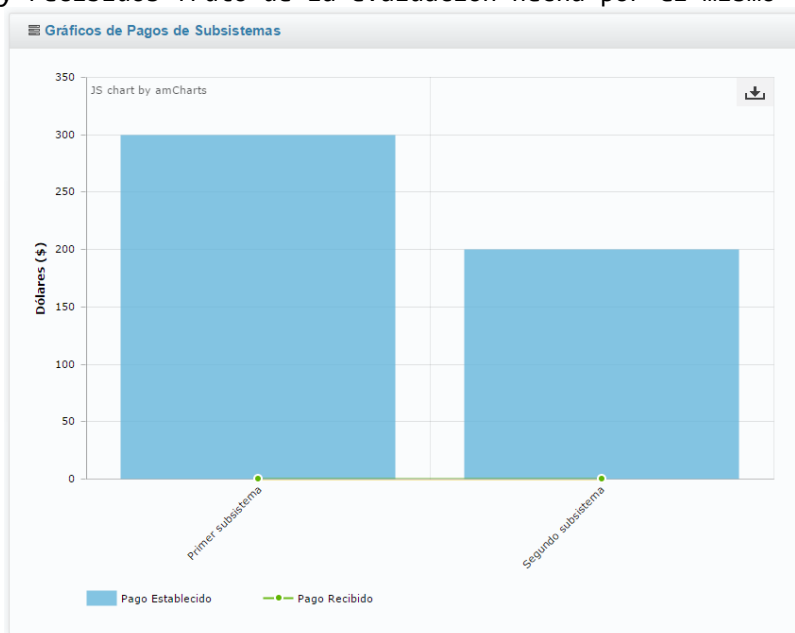 Gráficos de Pagos de Subsistemas
JS chart by amCharts
350
300
250
200
150
100
50
0
Dólares ($)
Primer subsistema
Segundo subsistema
Pago Establecido
Pago Recibido